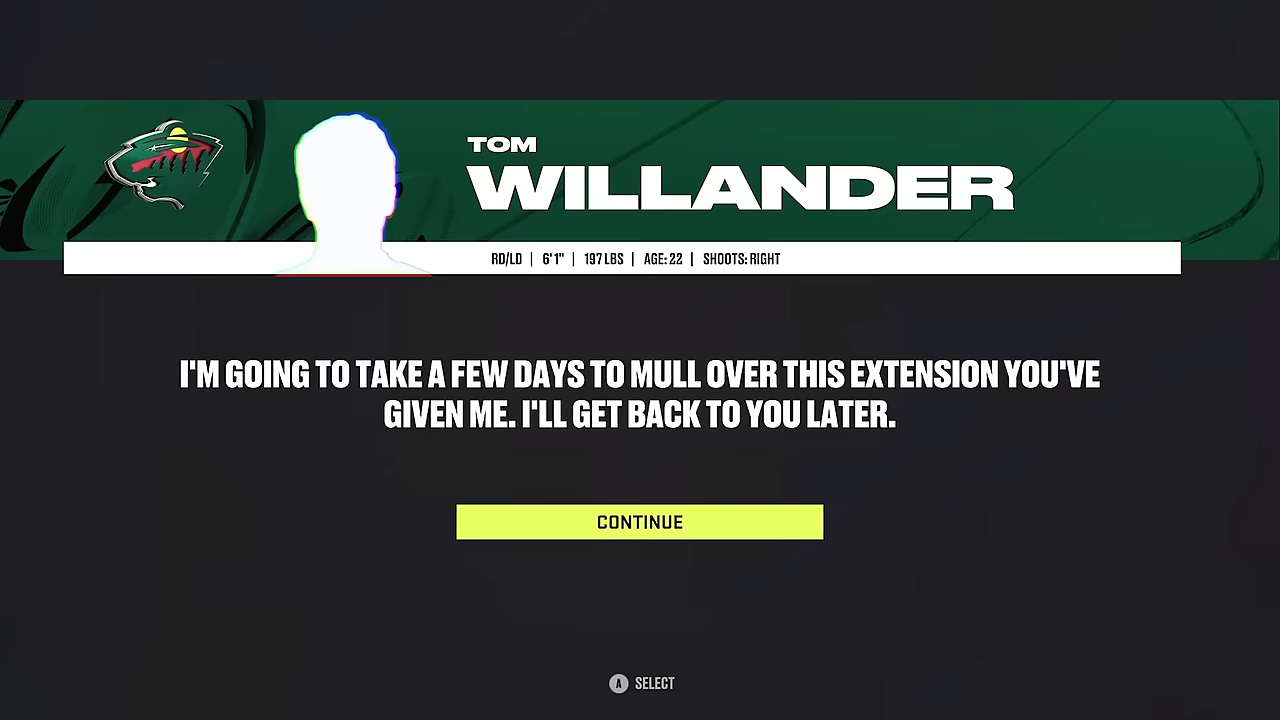 TOM
WILLANDER
RD/LD | 6'1" | 197 LBS | AGE: 22 | SHOOTS: RIGHT
I'M GOING TO TAKE A FEW DAYS TO MULL OVER THIS EXTENSION YOU'VE
GIVEN ME. I'LL GET BACK TO YOU LATER.
CONTINUE
A SELECT